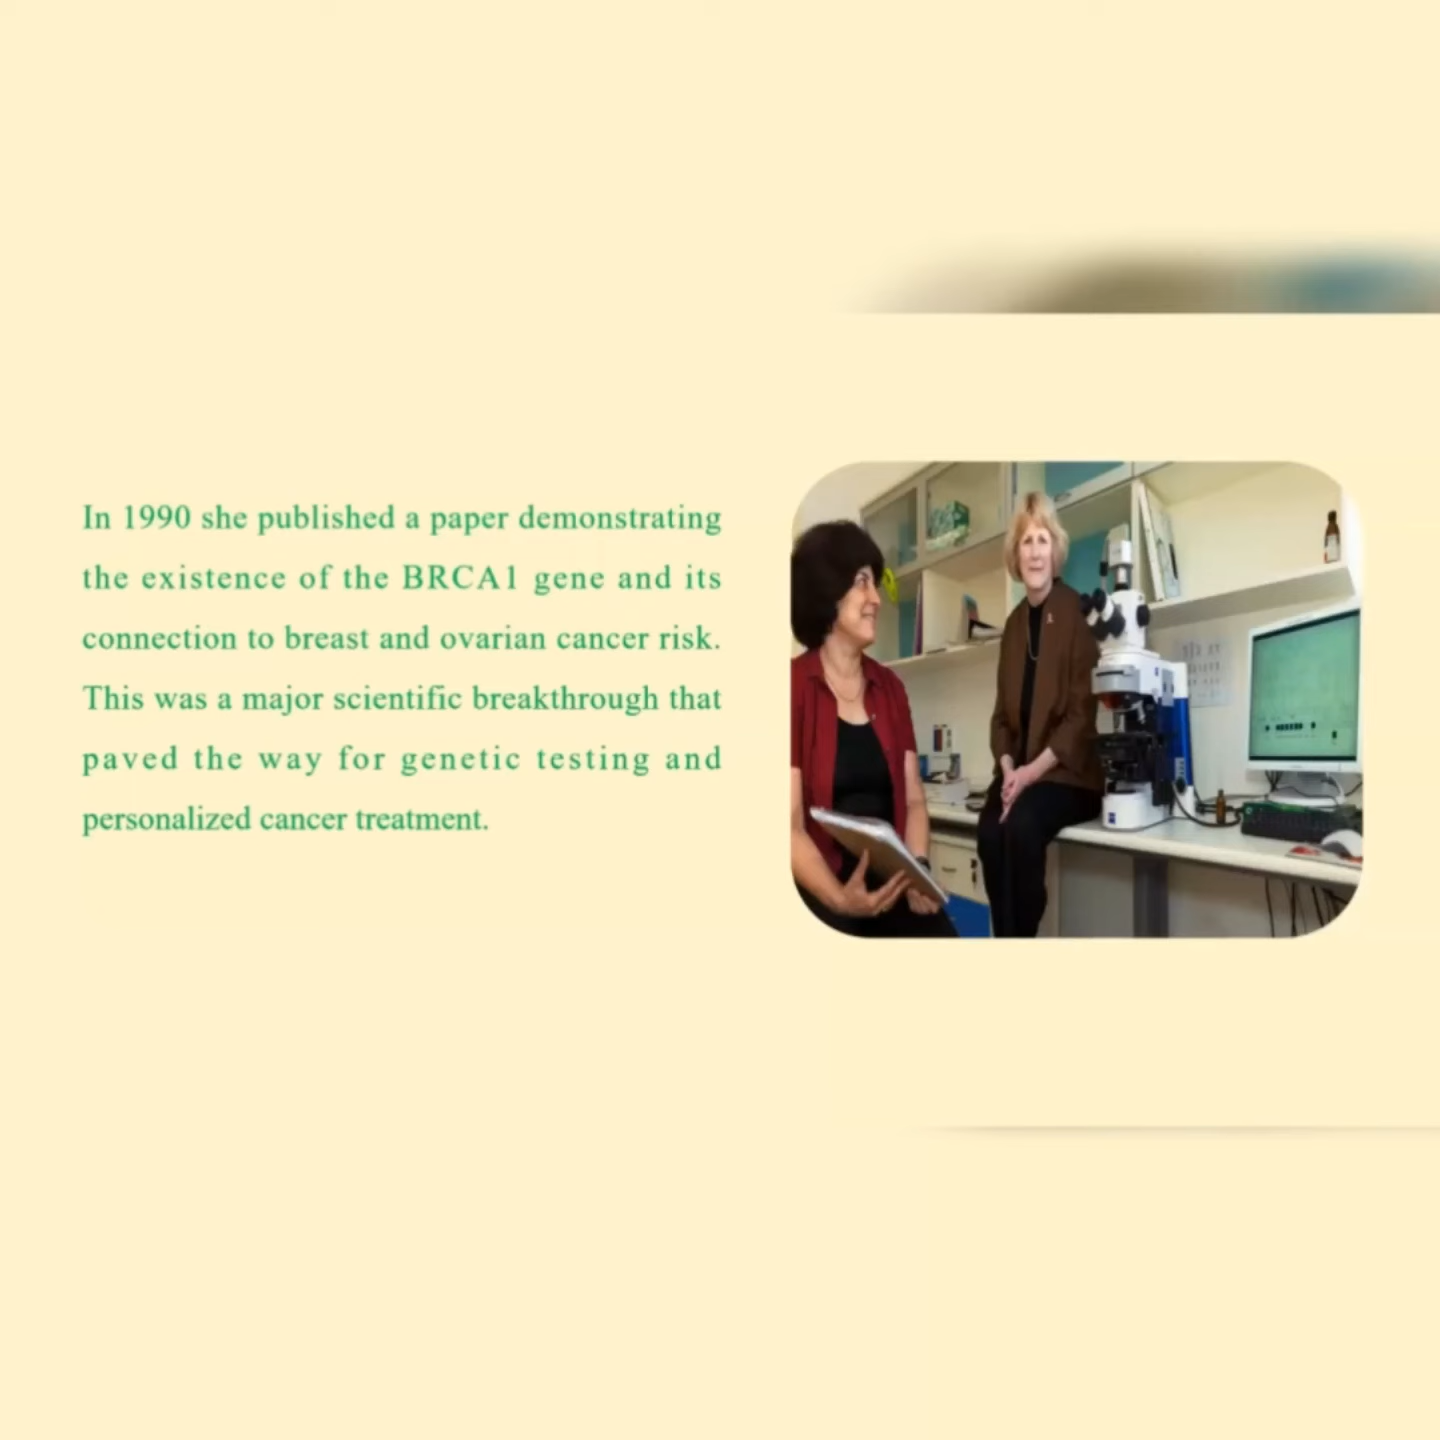 In 1990 she published a paper demonstrating
the existence of the BRCA1 gene and its
connection to breast and ovarian cancer risk.
This was a major scientific breakthrough that
paved the way for genetic testing and
personalized cancer treatment.